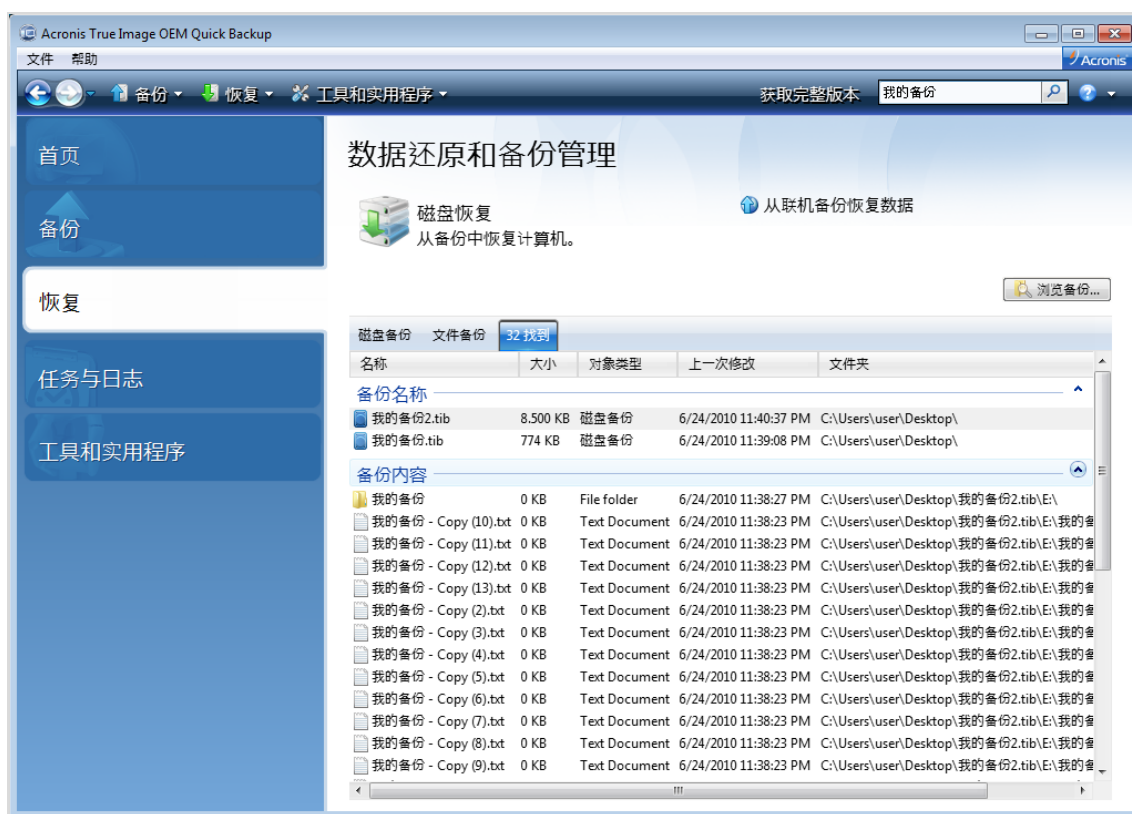 Acronis True Image OEM Quick Backup
文件 帮助
Acronis
备份 恢复 工具和实用程序 获取完整版本 我的备份
首页
备份
恢复
任务与日志
工具和实用程序
数据还原和备份管理
磁盘恢复
从备份中恢复计算机。
从联机备份恢复数据
浏览备份...
磁盘备份 文件备份 32 找到
名称 大小 对象类型 上一次修改 文件夹
备份名称
我的备份2.tib 8.500 KB 磁盘备份 6/24/2010 11:40:37 PM C:\Users\user\Desktop\
我的备份.tib 774 KB 磁盘备份 6/24/2010 11:39:08 PM C:\Users\user\Desktop\
备份内容
我的备份 0 KB File folder 6/24/2010 11:38:27 PM C:\Users\user\Desktop\我的备份2.tib\E:\
我的备份 - Copy (10).txt 0 KB Text Document 6/24/2010 11:38:23 PM C:\Users\user\Desktop\我的备份2.tib\E:\我的备
我的备份 - Copy (11).txt 0 KB Text Document 6/24/2010 11:38:23 PM C:\Users\user\Desktop\我的备份2.tib\E:\我的备
我的备份 - Copy (12).txt 0 KB Text Document 6/24/2010 11:38:23 PM C:\Users\user\Desktop\我的备份2.tib\E:\我的备
我的备份 - Copy (13).txt 0 KB Text Document 6/24/2010 11:38:23 PM C:\Users\user\Desktop\我的备份2.tib\E:\我的备
我的备份 - Copy (2).txt 0 KB Text Document 6/24/2010 11:38:23 PM C:\Users\user\Desktop\我的备份2.tib\E:\我的备
我的备份 - Copy (3).txt 0 KB Text Document 6/24/2010 11:38:23 PM C:\Users\user\Desktop\我的备份2.tib\E:\我的备
我的备份 - Copy (4).txt 0 KB Text Document 6/24/2010 11:38:23 PM C:\Users\user\Desktop\我的备份2.tib\E:\我的备
我的备份 - Copy (5).txt 0 KB Text Document 6/24/2010 11:38:23 PM C:\Users\user\Desktop\我的备份2.tib\E:\我的备
我的备份 - Copy (6).txt 0 KB Text Document 6/24/2010 11:38:23 PM C:\Users\user\Desktop\我的备份2.tib\E:\我的备
我的备份 - Copy (7).txt 0 KB Text Document 6/24/2010 11:38:23 PM C:\Users\user\Desktop\我的备份2.tib\E:\我的备
我的备份 - Copy (8).txt 0 KB Text Document 6/24/2010 11:38:23 PM C:\Users\user\Desktop\我的备份2.tib\E:\我的备
我的备份 - Copy (9).txt 0 KB Text Document 6/24/2010 11:38:23 PM C:\Users\user\Desktop\我的备份2.tib\E:\我的备